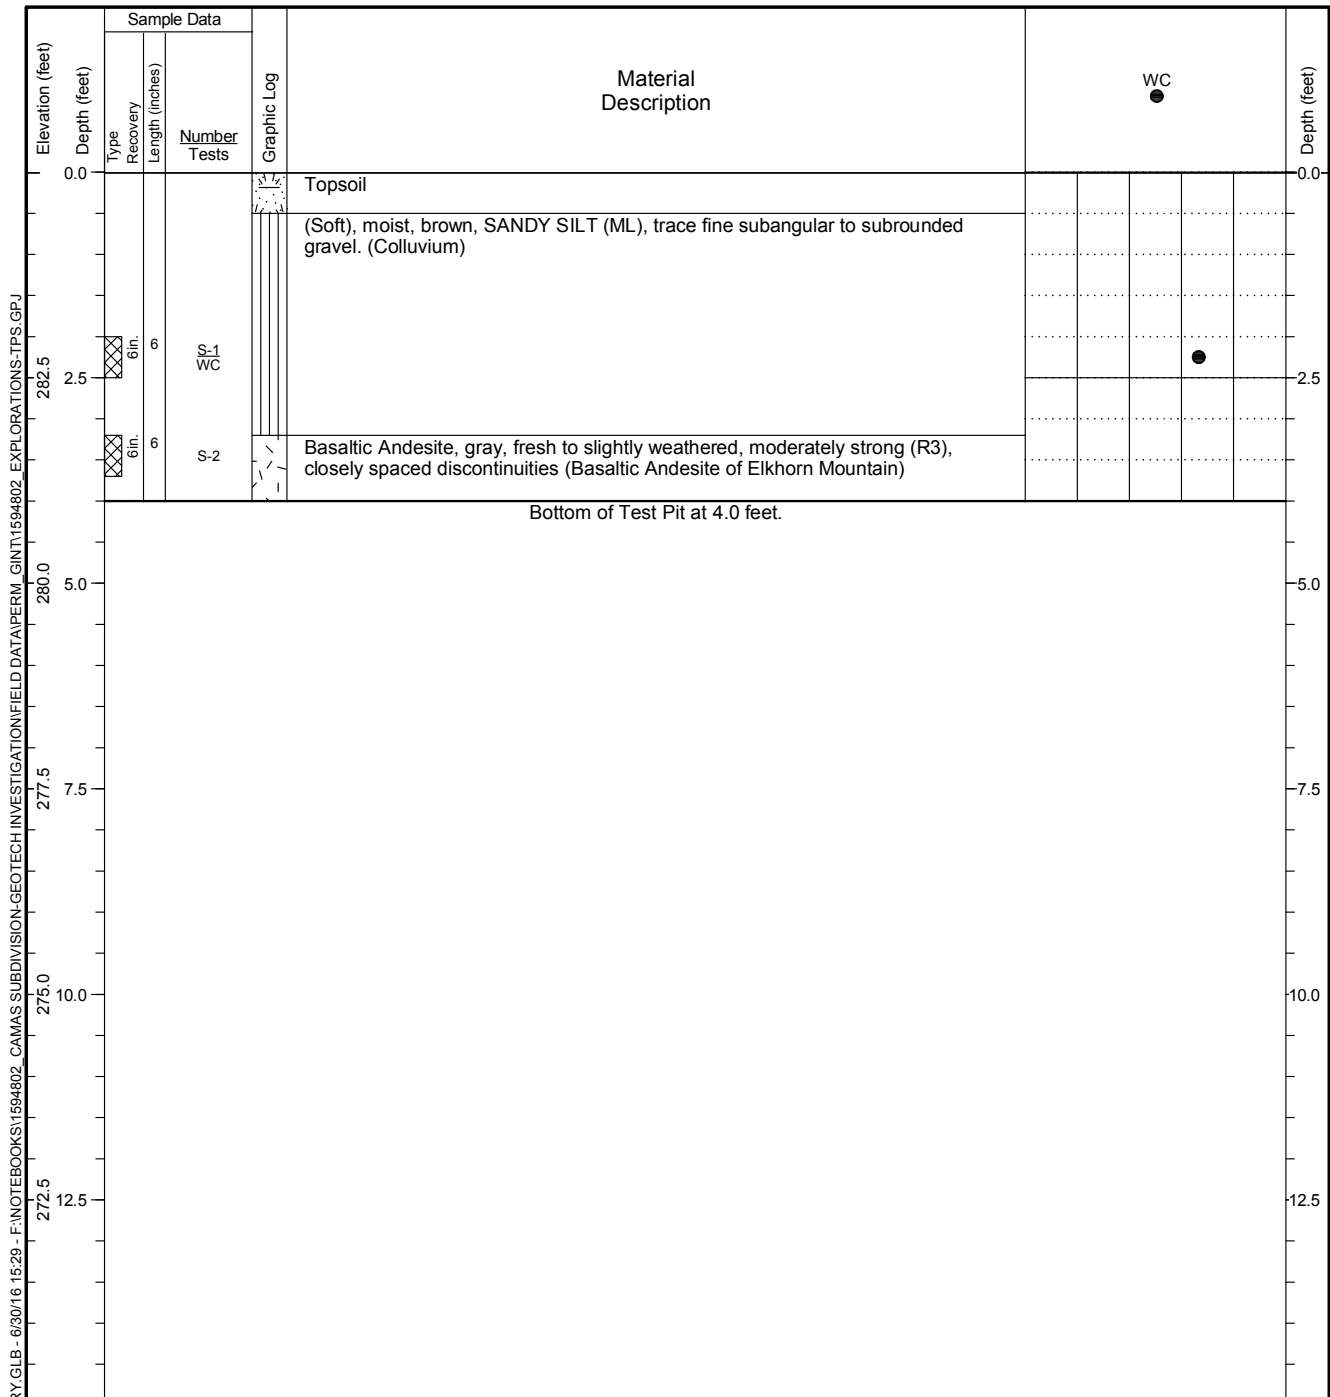 Sample Data
Elevation (feet)
Depth (feet)
Type
Recovery
Length (inches)
Number
Tests
Graphic Log
Material
Description
WC
Depth (feet)
0.0
Topsoil
0.0
(Soft), moist, brown, SANDY SILT (ML), trace fine subangular to subrounded
gravel. (Colluvium)
6in.
6
S-1
WC
282.5
2.5
2.5
6in.
6
S-2
Basaltic Andesite, gray, fresh to slightly weathered, moderately strong (R3),
closely spaced discontinuities (Basaltic Andesite of Elkhorn Mountain)
Bottom of Test Pit at 4.0 feet.
280.0
5.0
5.0
277.5
7.5
7.5
275.0
10.0
10.0
272.5
12.5
12.5
RY.GLB - 6/30/16 15:29 - F:\NOTEBOOKS\1594802_CAMAS SUBDIVISION-GEOTECH INVESTIGATION\FIELD DATA\PERM_GINT\1594802_EXPLORATIONS-TPS.GPJ